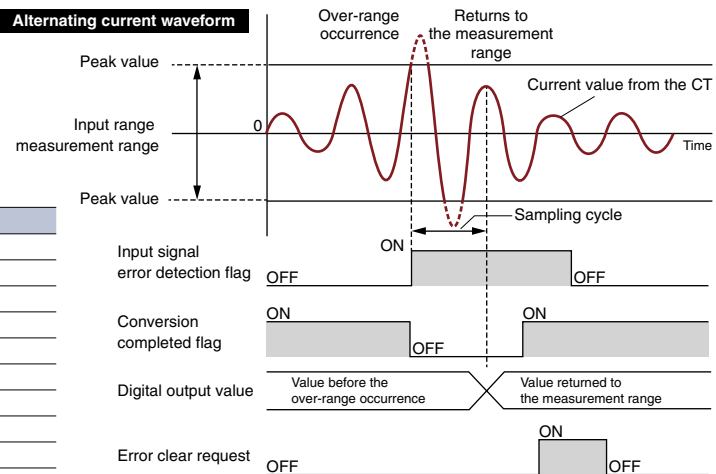 Alternating current waveform
Over-range
occurrence
Returns to
the measurement
range
Peak value
Current value from the CT
Input range
measurement range
0
Time
Peak value
Sampling cycle
Input signal
error detection flag
OFF
ON
OFF
Conversion
completed flag
ON
OFF
ON
Digital output value
Value before the
over-range occurrence
Value returned to
the measurement range
Error clear request
OFF
ON
OFF